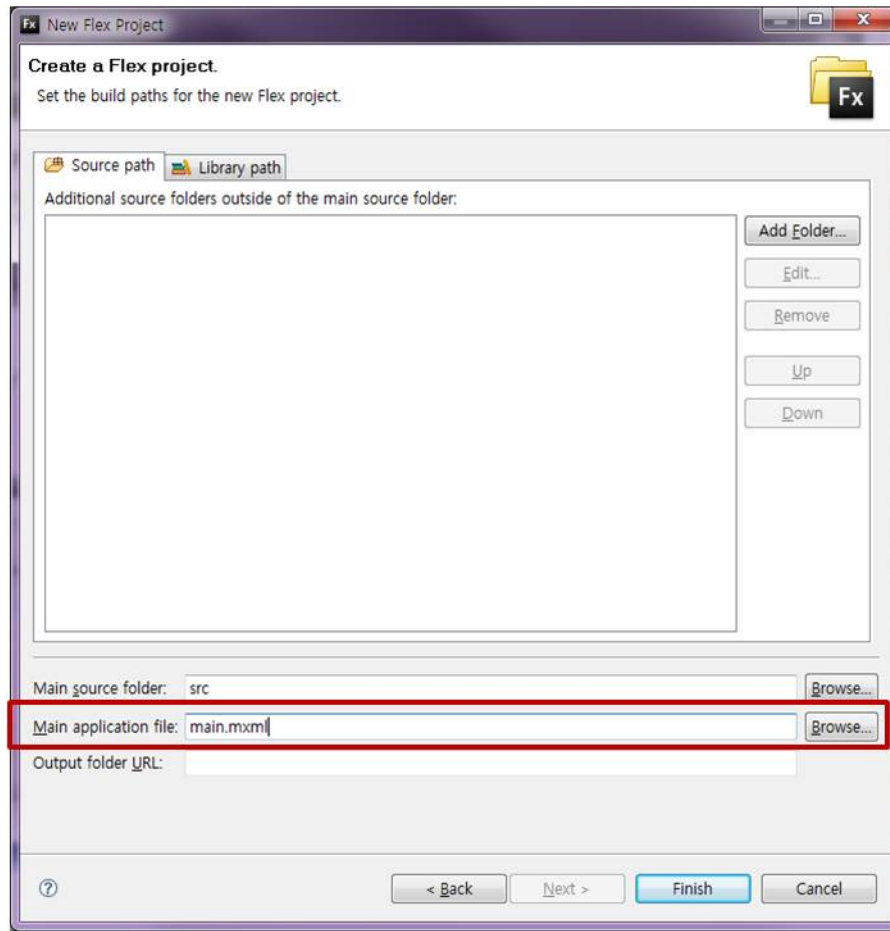 Fx New Flex Project
Create a Flex project.
Set the build paths for the new Flex project.
Fx
Source path Library path
Additional source folders outside of the main source folder:
Add Folder...
Edit...
Remove
Up
Down
Main source folder: src Browse...
Main application file: main.mxml Browse...
Output folder URL:
? < Back Next > Finish Cancel